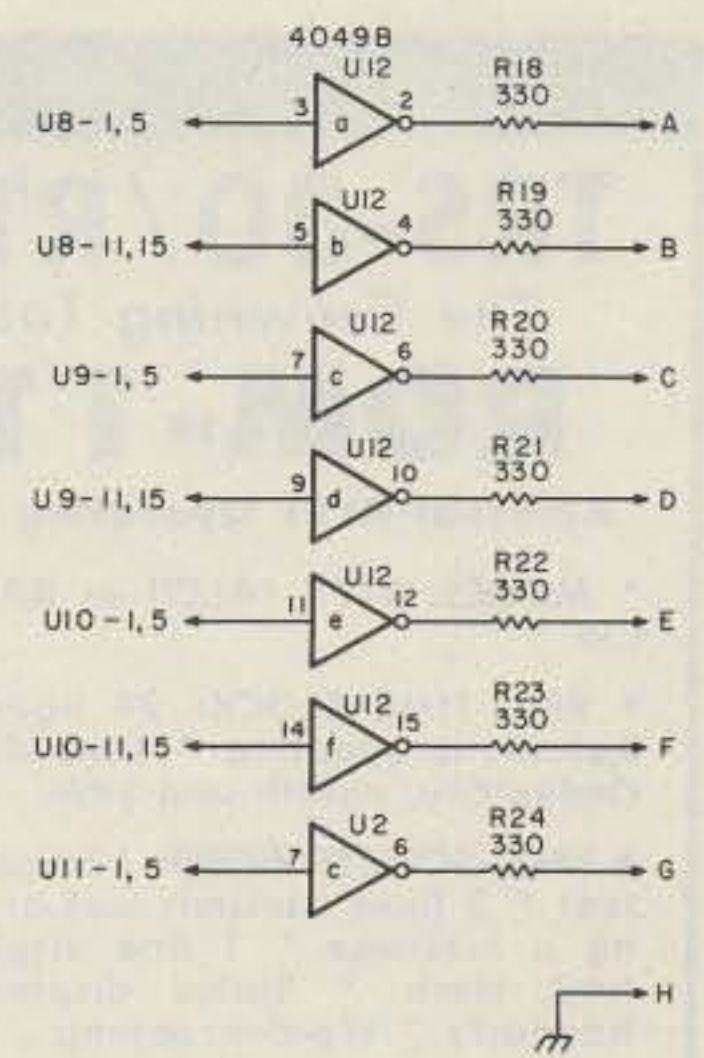 4049B
U12 R18
330
U8-1, 5 3 a 2 A
U12 R19
330
U8-11, 15 5 b 4 B
U12 R20
330
U9-1, 5 7 c 6 C
U12 R21
330
U9-11, 15 9 d 10 D
U12 R22
330
U10-1, 5 11 e 12 E
U12 R23
330
U10-11, 15 14 f 15 F
U2 R24
330
U11-1, 5 7 c 6 G
H